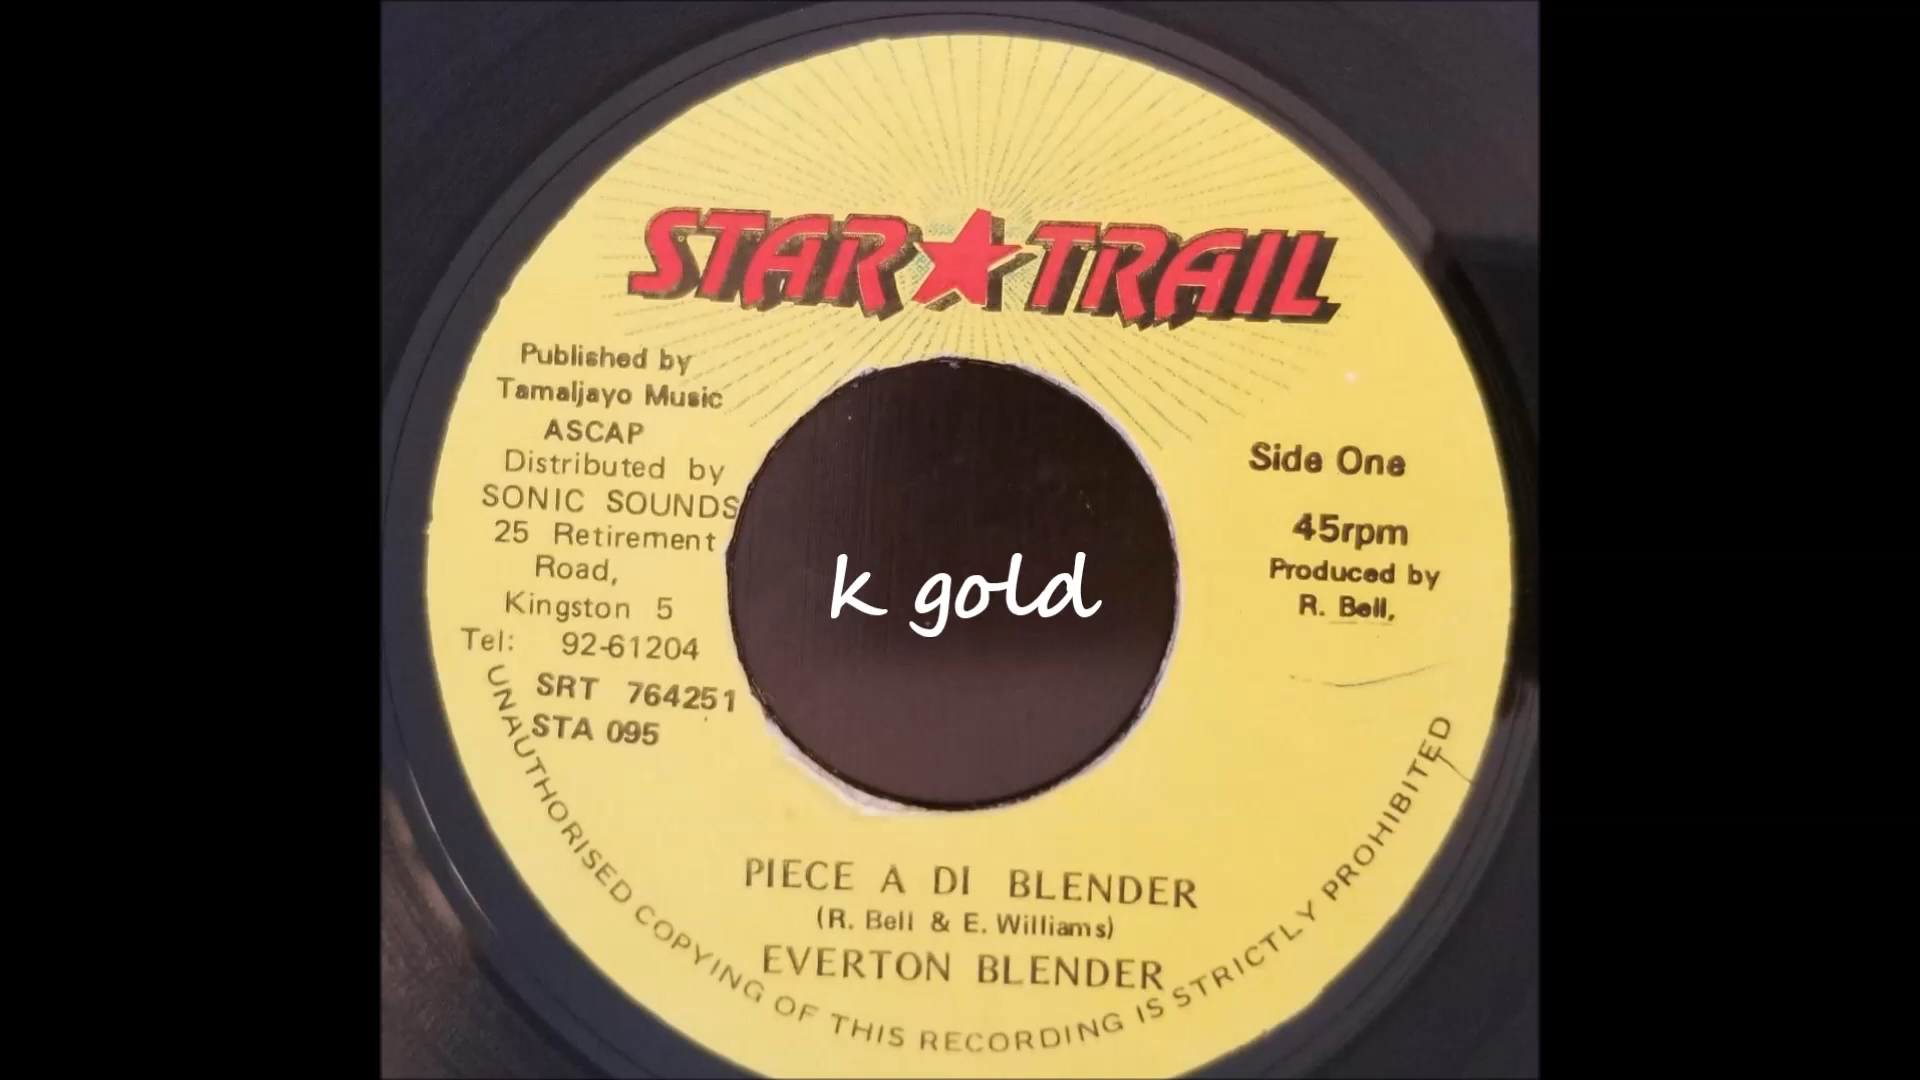 STAR TRAIL
Published by
Tamaljayo Music
ASCAP
Distributed by
SONIC SOUNDS
25 Retirement
Road,
Kingston 5
Tel: 92-61204
SRT 764251
STA 095
Side One
45rpm
Produced by
R. Bell,
k gold
PIECE A DI BLENDER
(R. Bell & E. Williams)
EVERTON BLENDER
UNAUTHORISED COPYING OF THIS RECORDING IS STRICTLY PROHIBITED